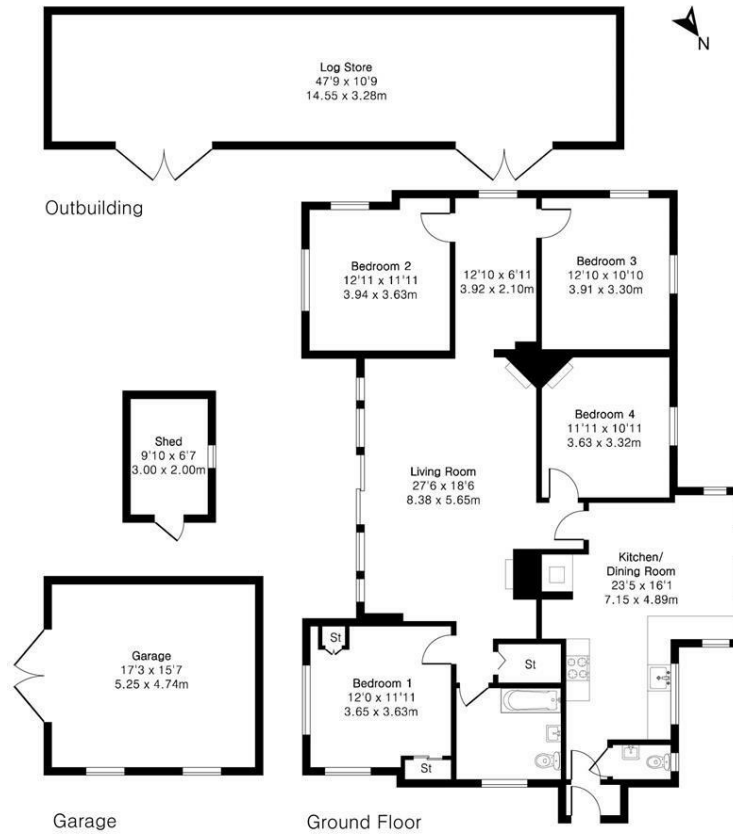 N
Log Store
47'9 x 10'9
14.55 x 3.28m
Outbuilding
Bedroom 2
12'11 x 11'11
3.94 x 3.63m
12'10 x 6'11
3.92 x 2.10m
Bedroom 3
12'10 x 10'10
3.91 x 3.30m
Shed
9'10 x 6'7
3.00 x 2.00m
Living Room
27'6 x 18'6
8.38 x 5.65m
Bedroom 4
11'11 x 10'11
3.63 x 3.32m
Kitchen/
Dining Room
23'5 x 16'1
7.15 x 4.89m
Garage
17'3 x 15'7
5.25 x 4.74m
St
Bedroom 1
12'0 x 11'11
3.65 x 3.63m
St
St
Garage
Ground Floor